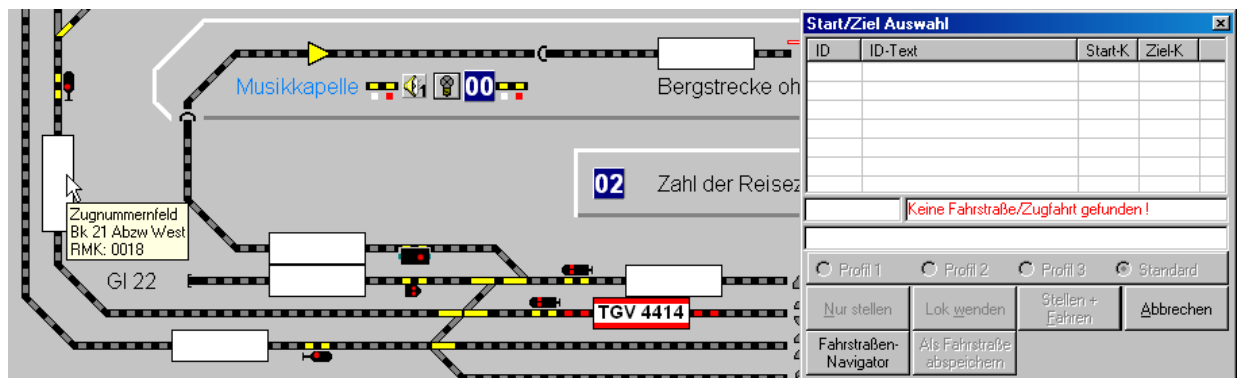 Musikkapelle
1
00
Bergstrecke oh
02
Zahl der Reisez
Zugnummernfeld
Bk 21 Abzw West
RMK: 0018
Gl 22
TGV 4414
Start/Ziel Auswahl
ID ID-Text Start-K Ziel-K
Keine Fahrstraße/Zugfahrt gefunden !
Profil 1 Profil 2 Profil 3 Standard
Nur stellen Lok wenden Stellen + Fahren Abbrechen
Fahrstraßen-
Navigator
Als Fahrstraße
abspeichern